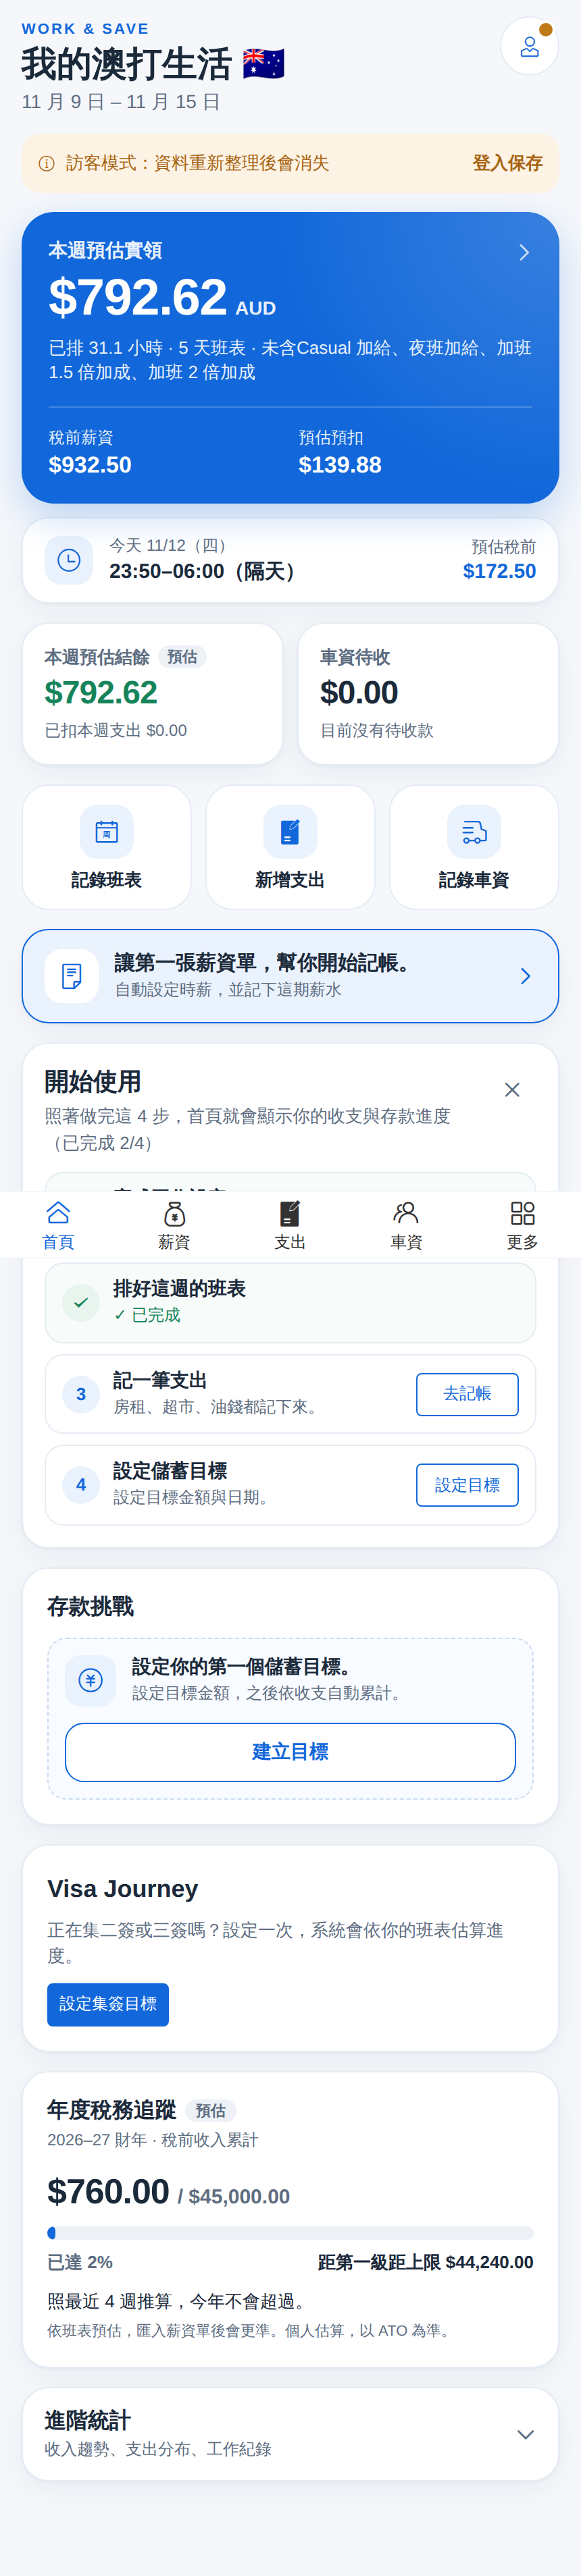 WORK & SAVE
我的澳打生活 🇦🇺
11 月 9 日 – 11 月 15 日
訪客模式：資料重新整理後會消失 登入保存
本週預估實領
$792.62 AUD
已排 31.1 小時 · 5 天班表 · 未含Casual 加給、夜班加給、加班
1.5 倍加成、加班 2 倍加成
稅前薪資 預估預扣
$932.50 $139.88
今天 11/12（四） 預估稅前
23:50–06:00（隔天） $172.50
本週預估結餘 預估 車資待收
$792.62 $0.00
已扣本週支出 $0.00 目前沒有待收款
周
記錄班表 新增支出 記錄車資
讓第一張薪資單，幫你開始記帳。
自動設定時薪，並記下這期薪水
開始使用
照著做完這 4 步，首頁就會顯示你的收支與存款進度
（已完成 2/4）
首頁 薪資 支出 車資 更多
排好這週的班表
✓ 已完成
3 記一筆支出 去記帳
房租、超市、油錢都記下來。
4 設定儲蓄目標 設定目標
設定目標金額與日期。
存款挑戰
設定你的第一個儲蓄目標。
設定目標金額，之後依收支自動累計。
建立目標
Visa Journey
正在集二簽或三簽嗎？設定一次，系統會依你的班表估算進
度。
設定集簽目標
年度稅務追蹤 預估
2026–27 財年 · 稅前收入累計
$760.00 / $45,000.00
已達 2% 距第一級距上限 $44,240.00
照最近 4 週推算，今年不會超過。
依班表預估，匯入薪資單後會更準。個人估算，以 ATO 為準。
進階統計
收入趨勢、支出分布、工作紀錄